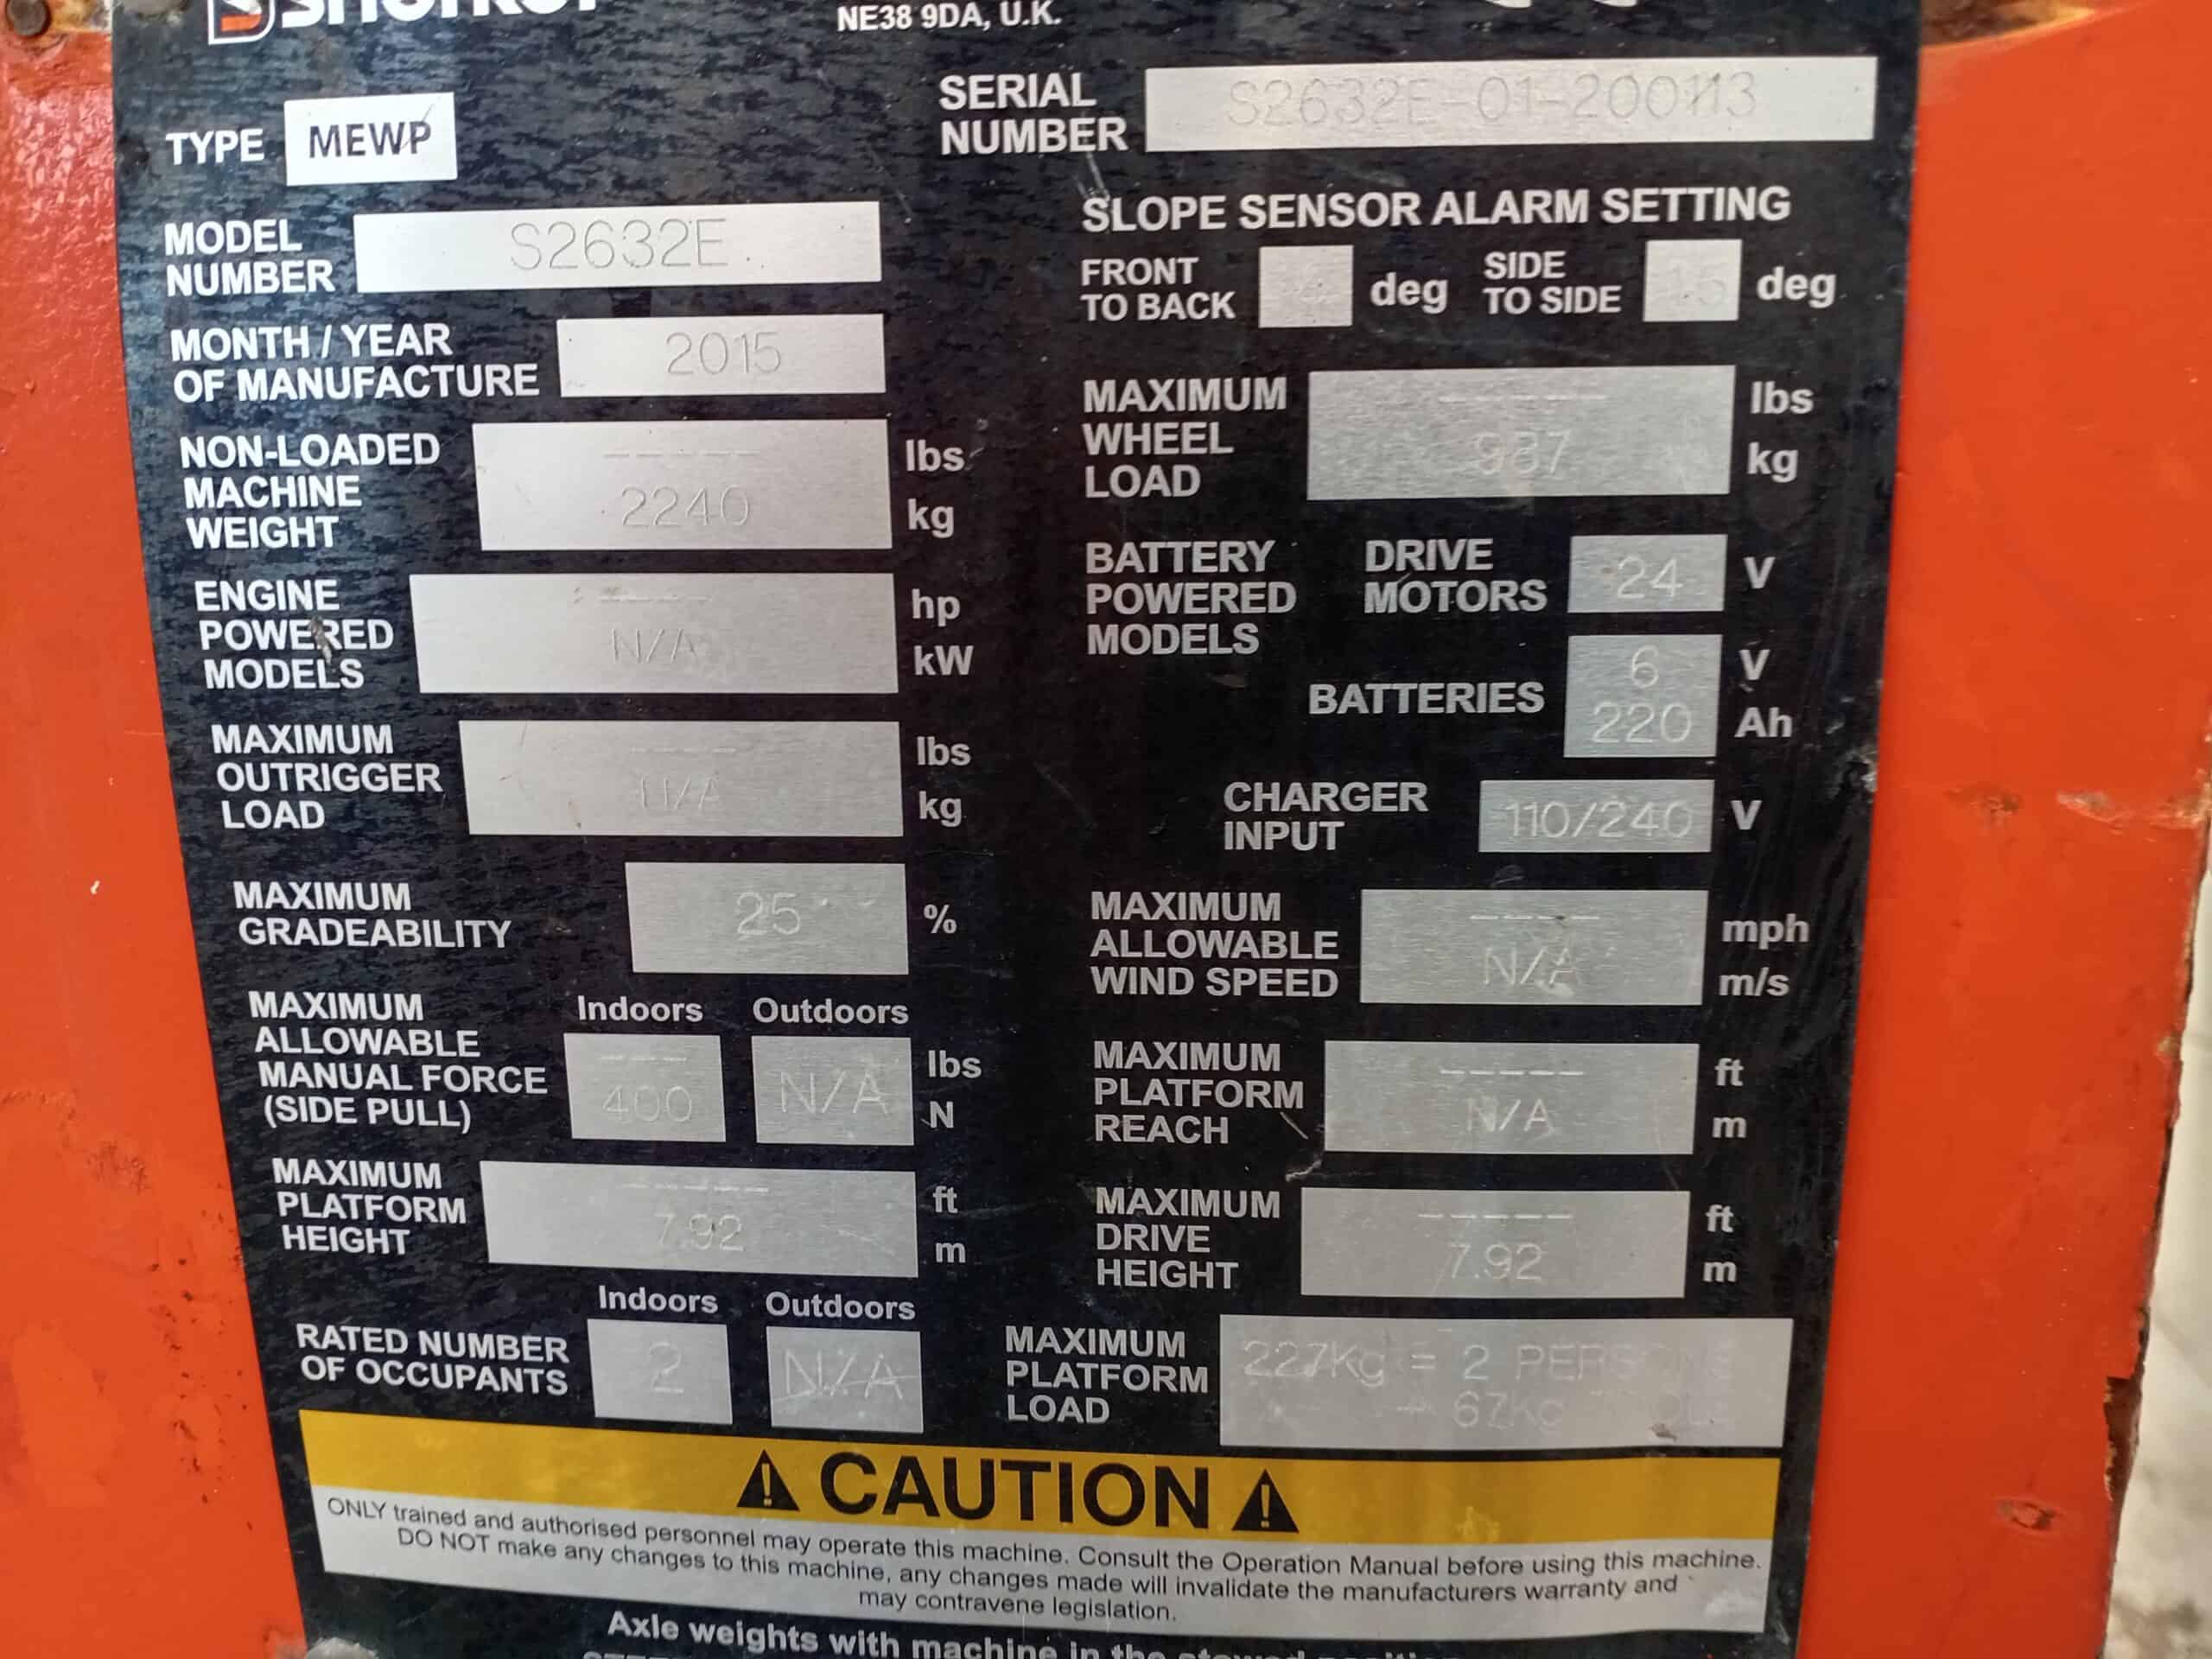 NE38 9DA, U.K.
TYPE MEWP
SERIAL NUMBER S2632E-01-200113
MODEL NUMBER S2632E
SLOPE SENSOR ALARM SETTING
FRONT TO BACK deg SIDE TO SIDE 1.5 deg
MONTH / YEAR OF MANUFACTURE 2015
NON-LOADED MACHINE WEIGHT ----- lbs
2240 kg
MAXIMUM WHEEL LOAD ----- lbs
987 kg
ENGINE POWERED MODELS ---- hp
N/A kW
BATTERY POWERED MODELS
DRIVE MOTORS 24 V
BATTERIES 6 V
220 Ah
MAXIMUM OUTRIGGER LOAD ---- lbs
N/A kg
CHARGER INPUT 110/240 V
MAXIMUM GRADEABILITY 25 %
MAXIMUM ALLOWABLE WIND SPEED ---- mph
N/A m/s
MAXIMUM ALLOWABLE MANUAL FORCE (SIDE PULL)
Indoors Outdoors
--- lbs
400 N/A N
MAXIMUM PLATFORM REACH ----- ft
N/A m
MAXIMUM PLATFORM HEIGHT ----- ft
7.92 m
MAXIMUM DRIVE HEIGHT ----- ft
7.92 m
Indoors Outdoors
RATED NUMBER OF OCCUPANTS 2 N/A
MAXIMUM PLATFORM LOAD 227Kg = 2
+ 67Kg
CAUTION
ONLY trained and authorised personnel may operate this machine. Consult the Operation Manual before using this machine.
DO NOT make any changes to this machine, any changes made will invalidate the manufacturers warranty and
may contravene legislation.
Axle weights with machine in the stowed